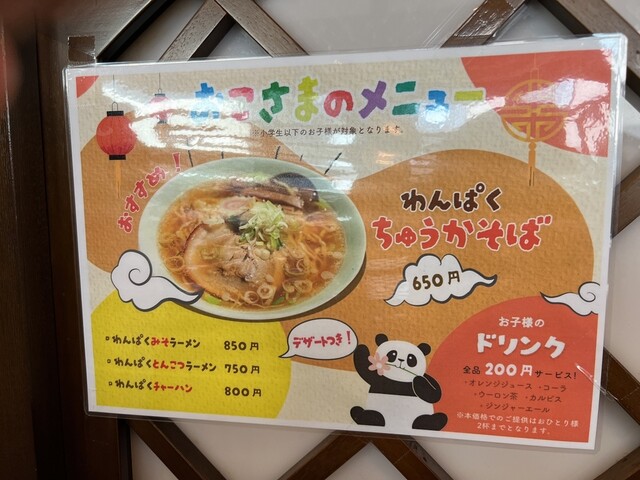 おこさまのメニュー
※小学生以下のお子様が対象となります。
おすすめ!
わんぱく
ちゅうかそば
650円
わんぱくみそラーメン 850円
わんぱくとんこつラーメン 750円
わんぱくチャーハン 800円
デザートつき!
お子様の
ドリンク
全品200円サービス!
・オレンジジュース ・コーラ
・ウーロン茶 ・カルピス
・ジンジャーエール
※本価格でのご提供はおひとり様
2杯までとなります。